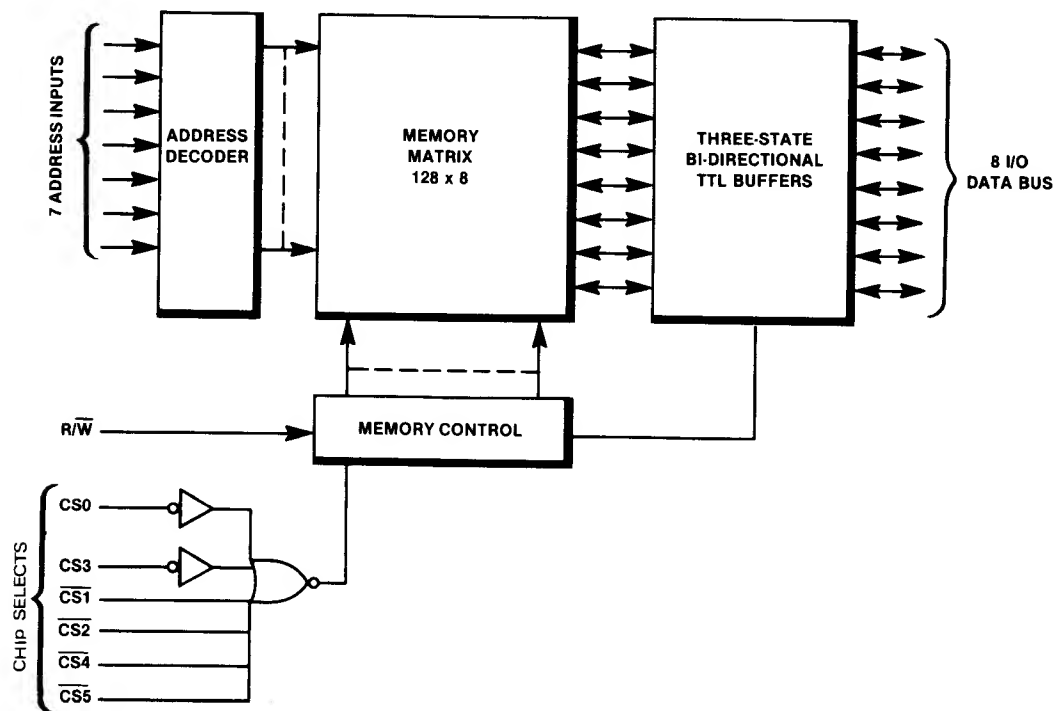 7 ADDRESS INPUTS
ADDRESS
DECODER
MEMORY
MATRIX
128 x 8
THREE-STATE
BI-DIRECTIONAL
TTL BUFFERS
8 I/O
DATA BUS
R/W̅
MEMORY CONTROL
CHIP SELECTS
CS0
CS3
C̅S̅1̅
C̅S̅2̅
C̅S̅4̅
C̅S̅5̅